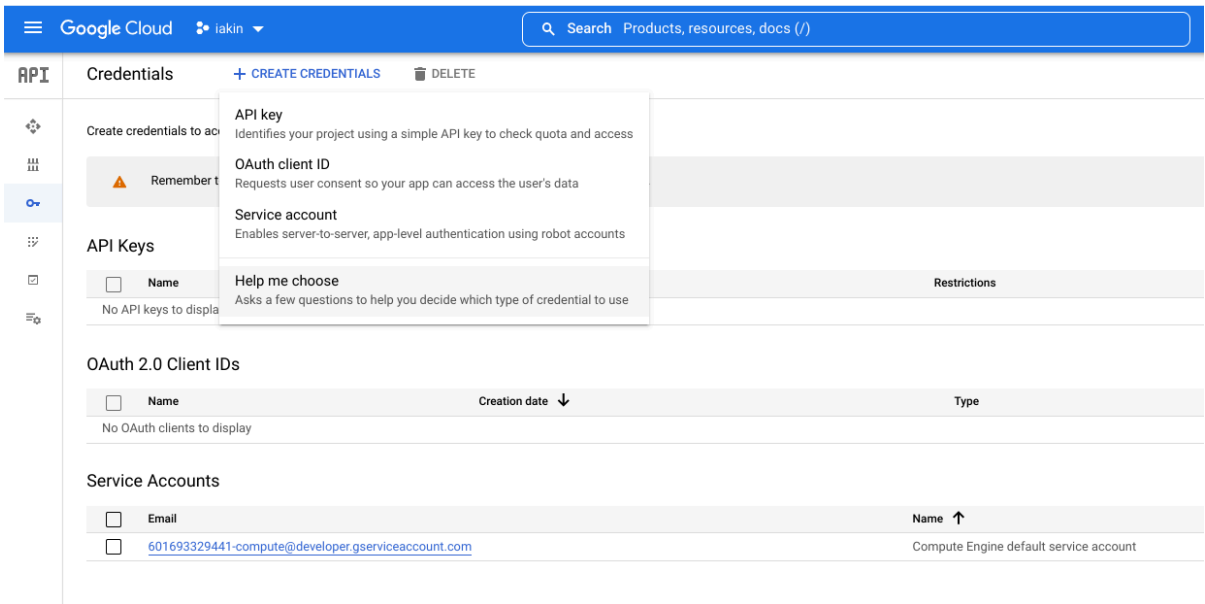 Google Cloud
iakin
Search Products, resources, docs (/)
API
Credentials
CREATE CREDENTIALS
DELETE
API key
Identifies your project using a simple API key to check quota and access
OAuth client ID
Requests user consent so your app can access the user's data
Service account
Enables server-to-server, app-level authentication using robot accounts
Help me choose
Asks a few questions to help you decide which type of credential to use
Create credentials to
Remember
API Keys
Name Restrictions
No API keys to
OAuth 2.0 Client IDs
Name Creation date Type
No OAuth clients to display
Service Accounts
Email Name
601693329441-compute@developer.gserviceaccount.com Compute Engine default service account